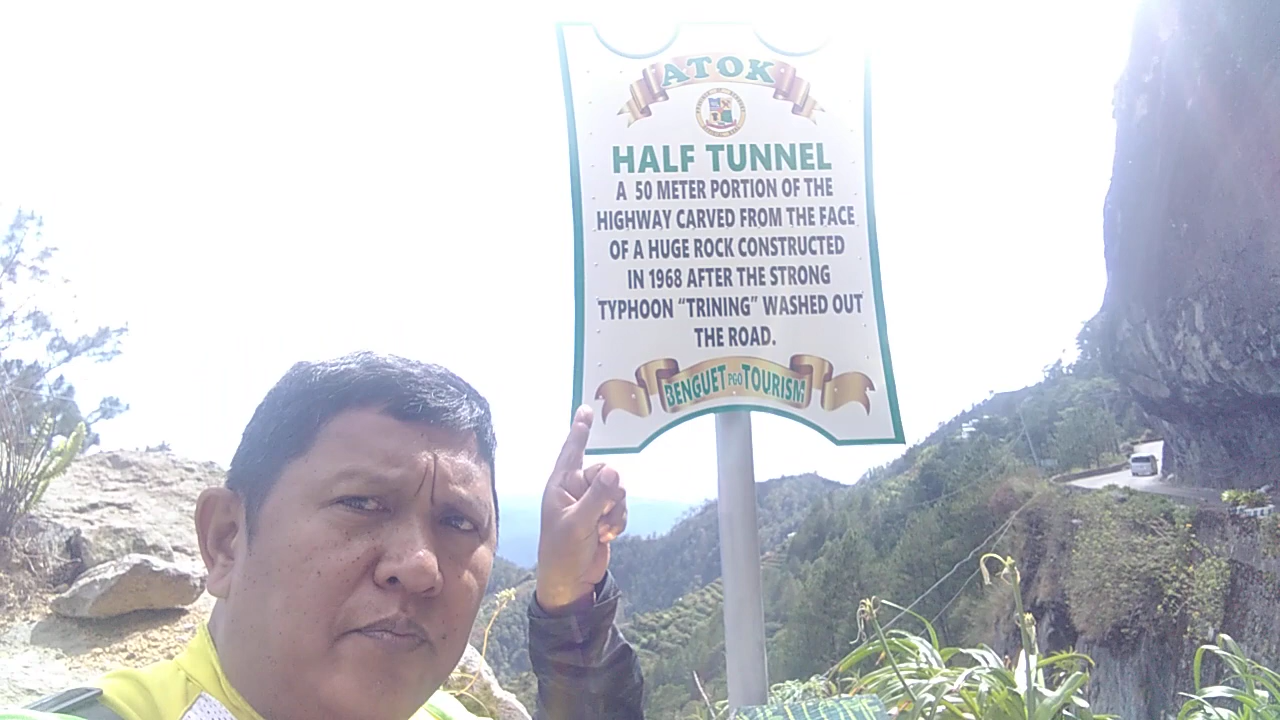 ATOK
HALF TUNNEL
A 50 METER PORTION OF THE
HIGHWAY CARVED FROM THE FACE
OF A HUGE ROCK CONSTRUCTED
IN 1968 AFTER THE STRONG
TYPHOON “TRINING” WASHED OUT
THE ROAD.
BENGUET PGO TOURISM